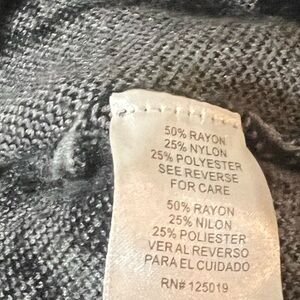 50% RAYON
25% NYLON
25% POLYESTER
SEE REVERSE
FOR CARE
50% RAYON
25% NILON
25% POLIESTER
VER AL REVERSO
PARA EL CUIDADO
RN# 125019